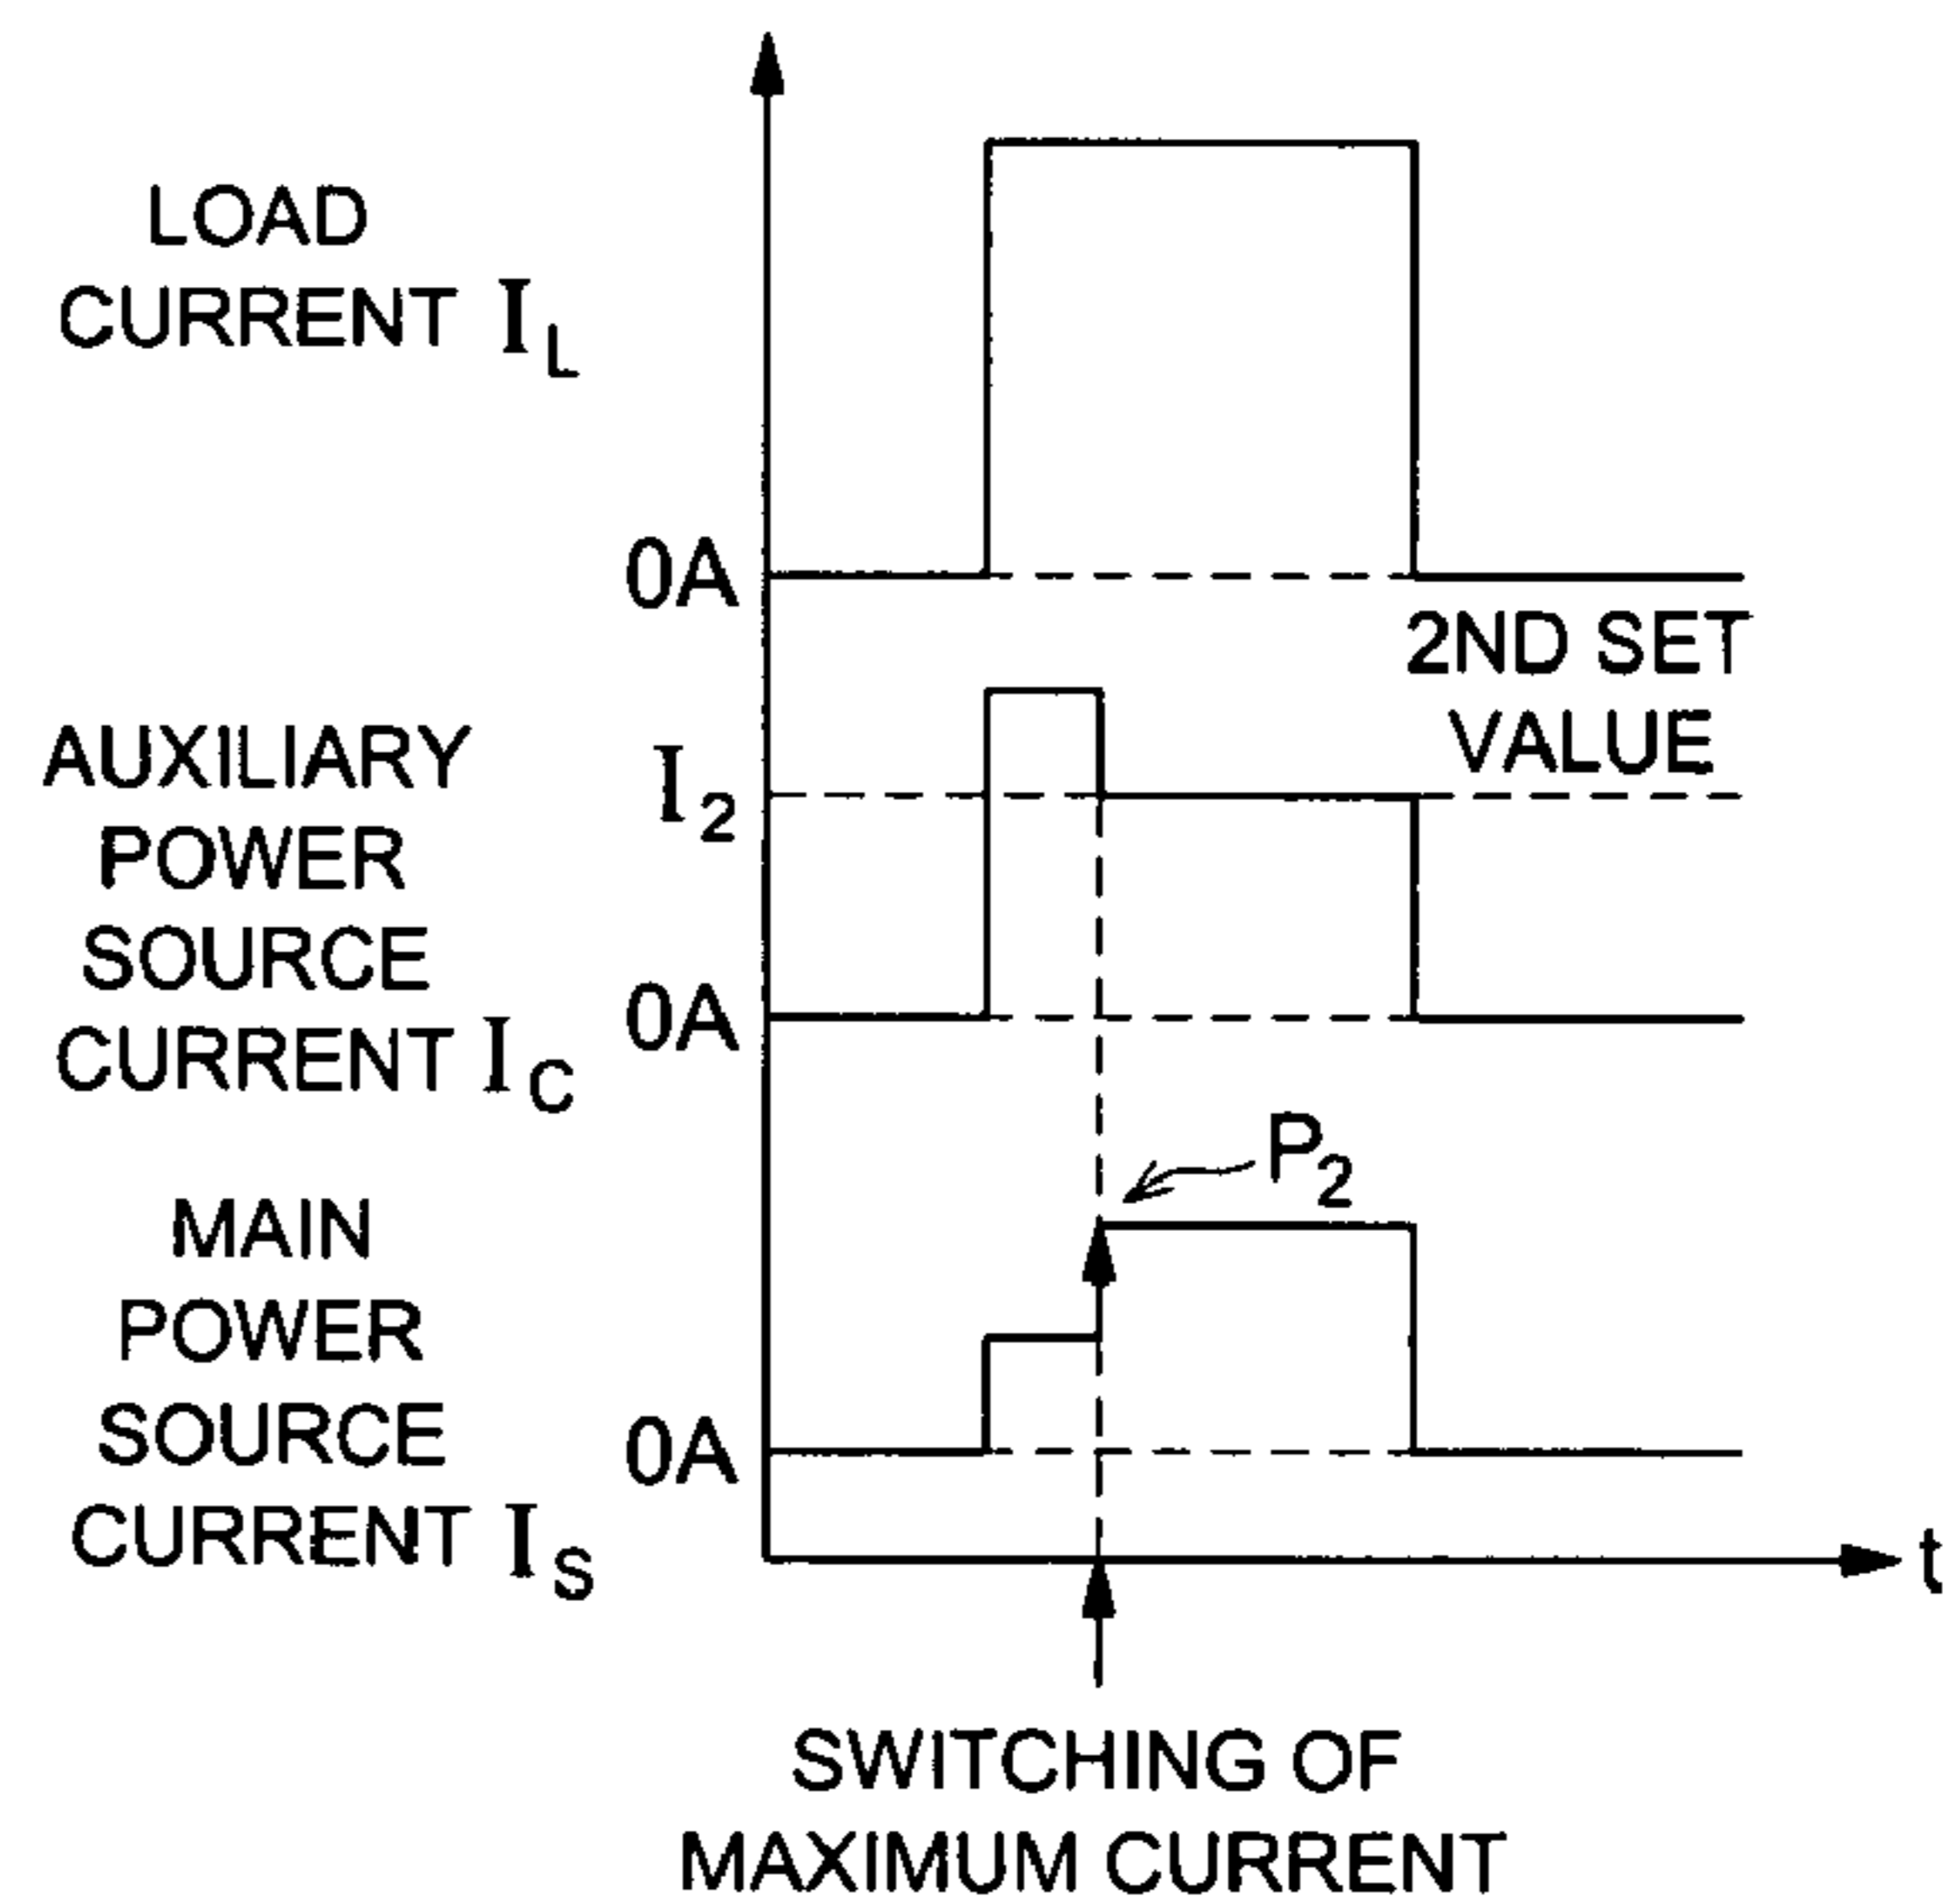 LOAD
CURRENT I_L
0A
2ND SET
VALUE
AUXILIARY
POWER
SOURCE
CURRENT I_C
I_2
0A
P_2
MAIN
POWER
SOURCE
CURRENT I_S
0A
t
SWITCHING OF
MAXIMUM CURRENT